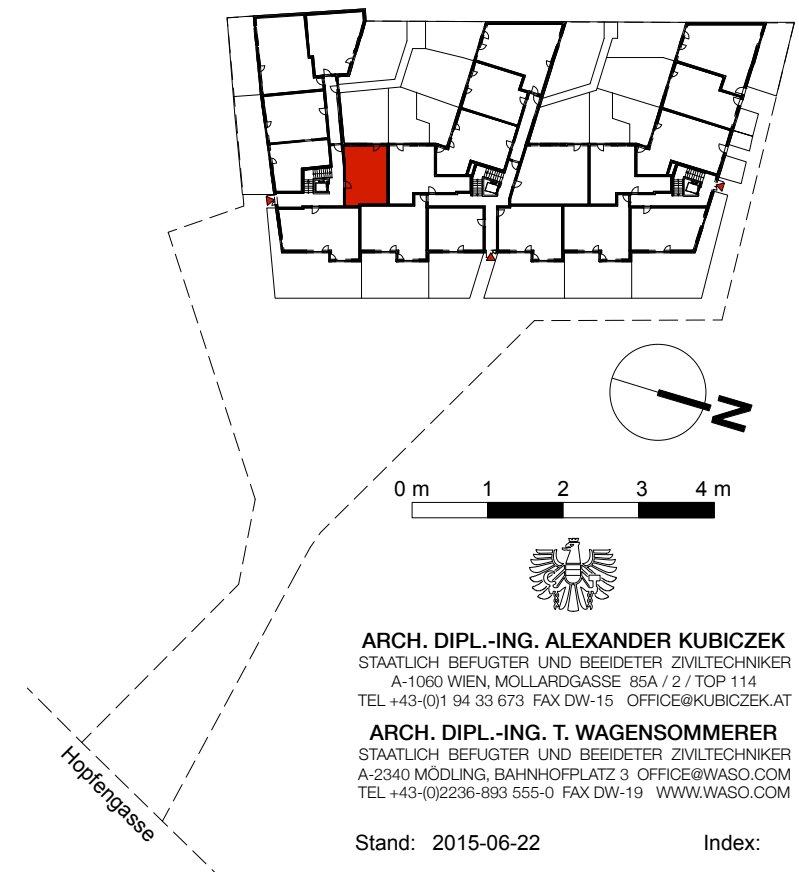 N
0 m 1 2 3 4 m
ARCH. DIPL.-ING. ALEXANDER KUBICZEK
STAATLICH BEFUGTER UND BEEIDETER ZIVILTECHNIKER
A-1060 WIEN, MOLLARDGASSE 85A / 2 / TOP 114
TEL +43-(0)1 94 33 673 FAX DW-15 OFFICE@KUBICZEK.AT
ARCH. DIPL.-ING. T. WAGENSOMMERER
STAATLICH BEFUGTER UND BEEIDETER ZIVILTECHNIKER
A-2340 MÖDLING, BAHNHOFPLATZ 3 OFFICE@WASO.COM
TEL +43-(0)2236-893 555-0 FAX DW-19 WWW.WASO.COM
Hopfengasse
Stand: 2015-06-22 Index: